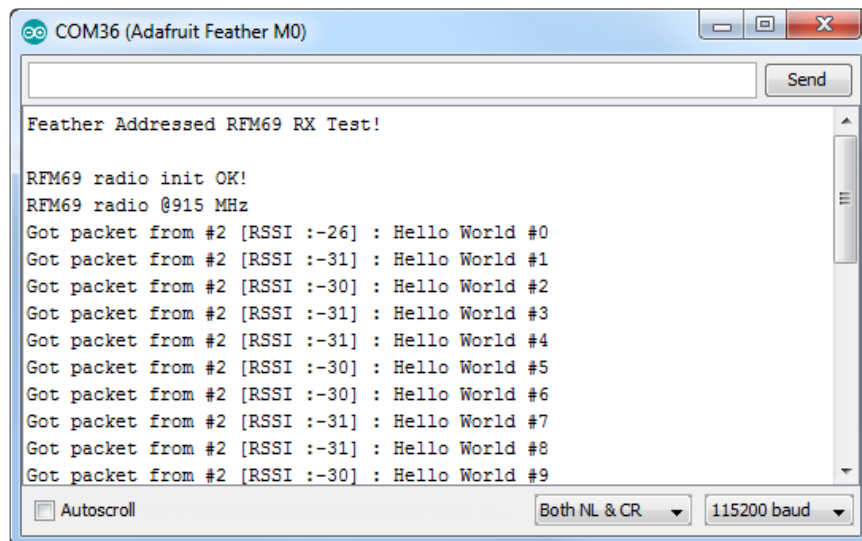 COM36 (Adafruit Feather M0)
Send
Feather Addressed RFM69 RX Test!
RFM69 radio init OK!
RFM69 radio @915 MHz
Got packet from #2 [RSSI :-26] : Hello World #0
Got packet from #2 [RSSI :-31] : Hello World #1
Got packet from #2 [RSSI :-30] : Hello World #2
Got packet from #2 [RSSI :-31] : Hello World #3
Got packet from #2 [RSSI :-31] : Hello World #4
Got packet from #2 [RSSI :-30] : Hello World #5
Got packet from #2 [RSSI :-30] : Hello World #6
Got packet from #2 [RSSI :-31] : Hello World #7
Got packet from #2 [RSSI :-31] : Hello World #8
Got packet from #2 [RSSI :-30] : Hello World #9
Autoscroll Both NL & CR 115200 baud